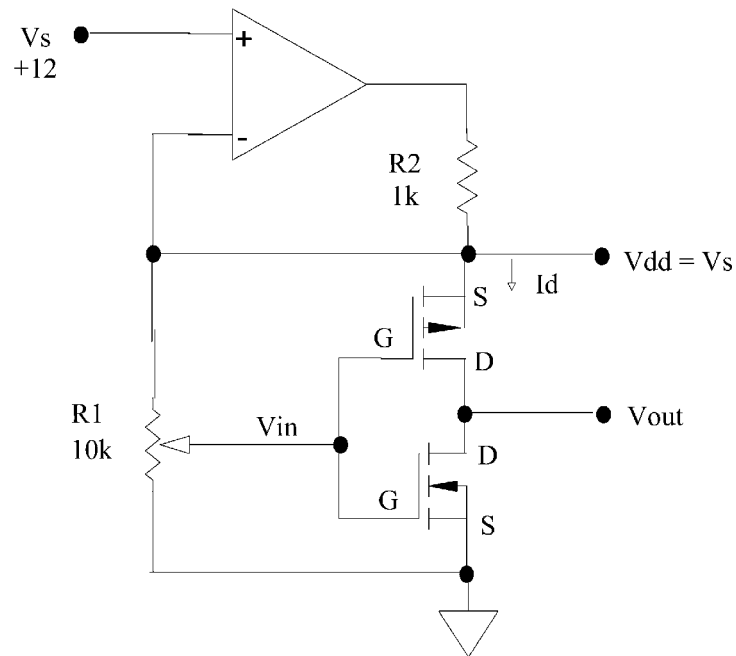 Vs
+12
+
-
R2
1k
Vdd = Vs
Id
S
G
D
R1
10k
Vin
Vout
D
G
S